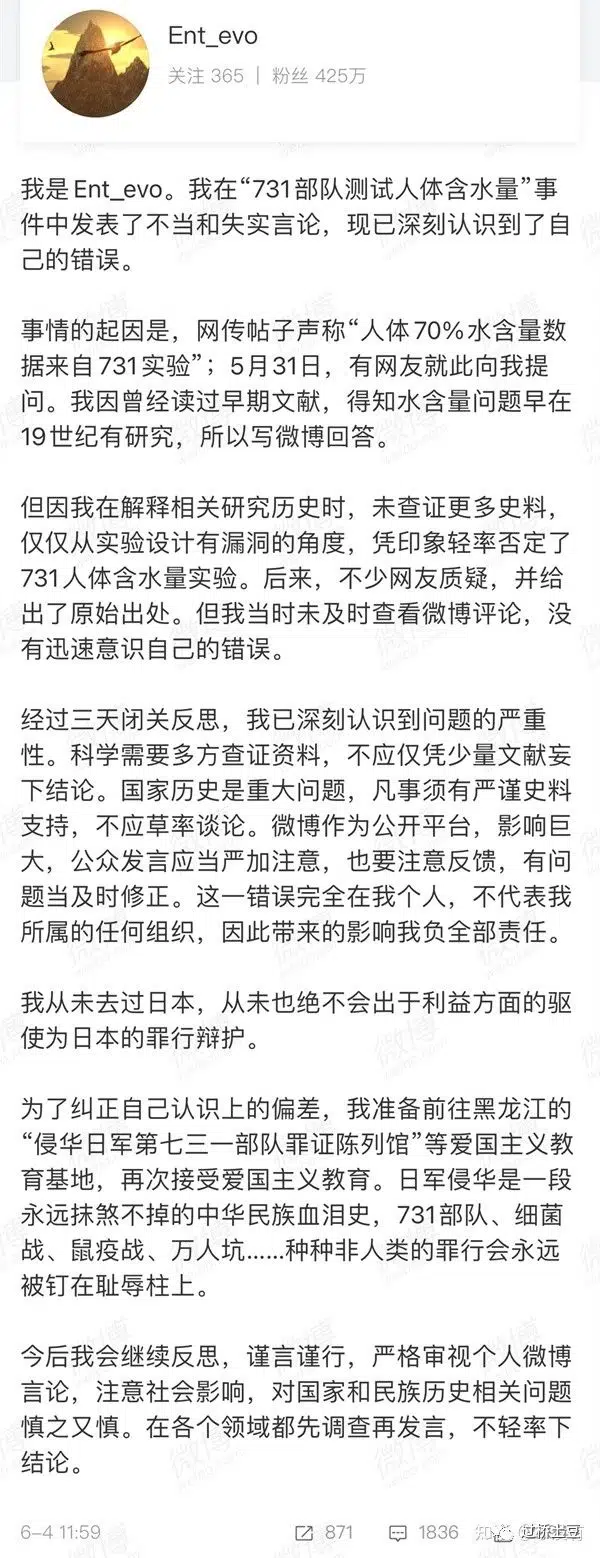 Ent_evo
关注 365 | 粉丝 425万
我是Ent_evo。我在“731部队测试人体含水量”事
件中发表了不当和失实言论，现已深刻认识到了自
己的错误。
事情的起因是，网传帖子声称“人体70%水含量数
据来自731实验”；5月31日，有网友就此向我提
问。我因曾经读过早期文献，得知水含量问题早在
19世纪有研究，所以写微博回答。
但因我在解释相关研究历史时，未查证更多史料，
仅仅从实验设计有漏洞的角度，凭印象轻率否定了
731人体含水量实验。后来，不少网友质疑，并给
出了原始出处。但我当时未及时查看微博评论，没
有迅速意识自己的错误。
经过三天闭关反思，我已深刻认识到问题的严重
性。科学需要多方查证资料，不应仅凭少量文献妄
下结论。国家历史是重大问题，凡事须有严谨史料
支持，不应草率谈论。微博作为公开平台，影响巨
大，公众发言应当严加注意，也要注意反馈，有问
题当及时修正。这一错误完全在我个人，不代表我
所属的任何组织，因此带来的影响我负全部责任。
我从未去过日本，从未也绝不会出于利益方面的驱
使为日本的罪行辩护。
为了纠正自己认识上的偏差，我准备前往黑龙江的
“侵华日军第七三一部队罪证陈列馆”等爱国主义教
育基地，再次接受爱国主义教育。日军侵华是一段
永远抹煞不掉的中华民族血泪史，731部队、细菌
战、鼠疫战、万人坑……种种非人类的罪行会永远
被钉在耻辱柱上。
今后我会继续反思，谨言谨行，严格审视个人微博
言论，注意社会影响，对国家和民族历史相关问题
慎之又慎。在各个领域都先调查再发言，不轻率下
结论。
6-4 11:59 871 1836 过桥土豆